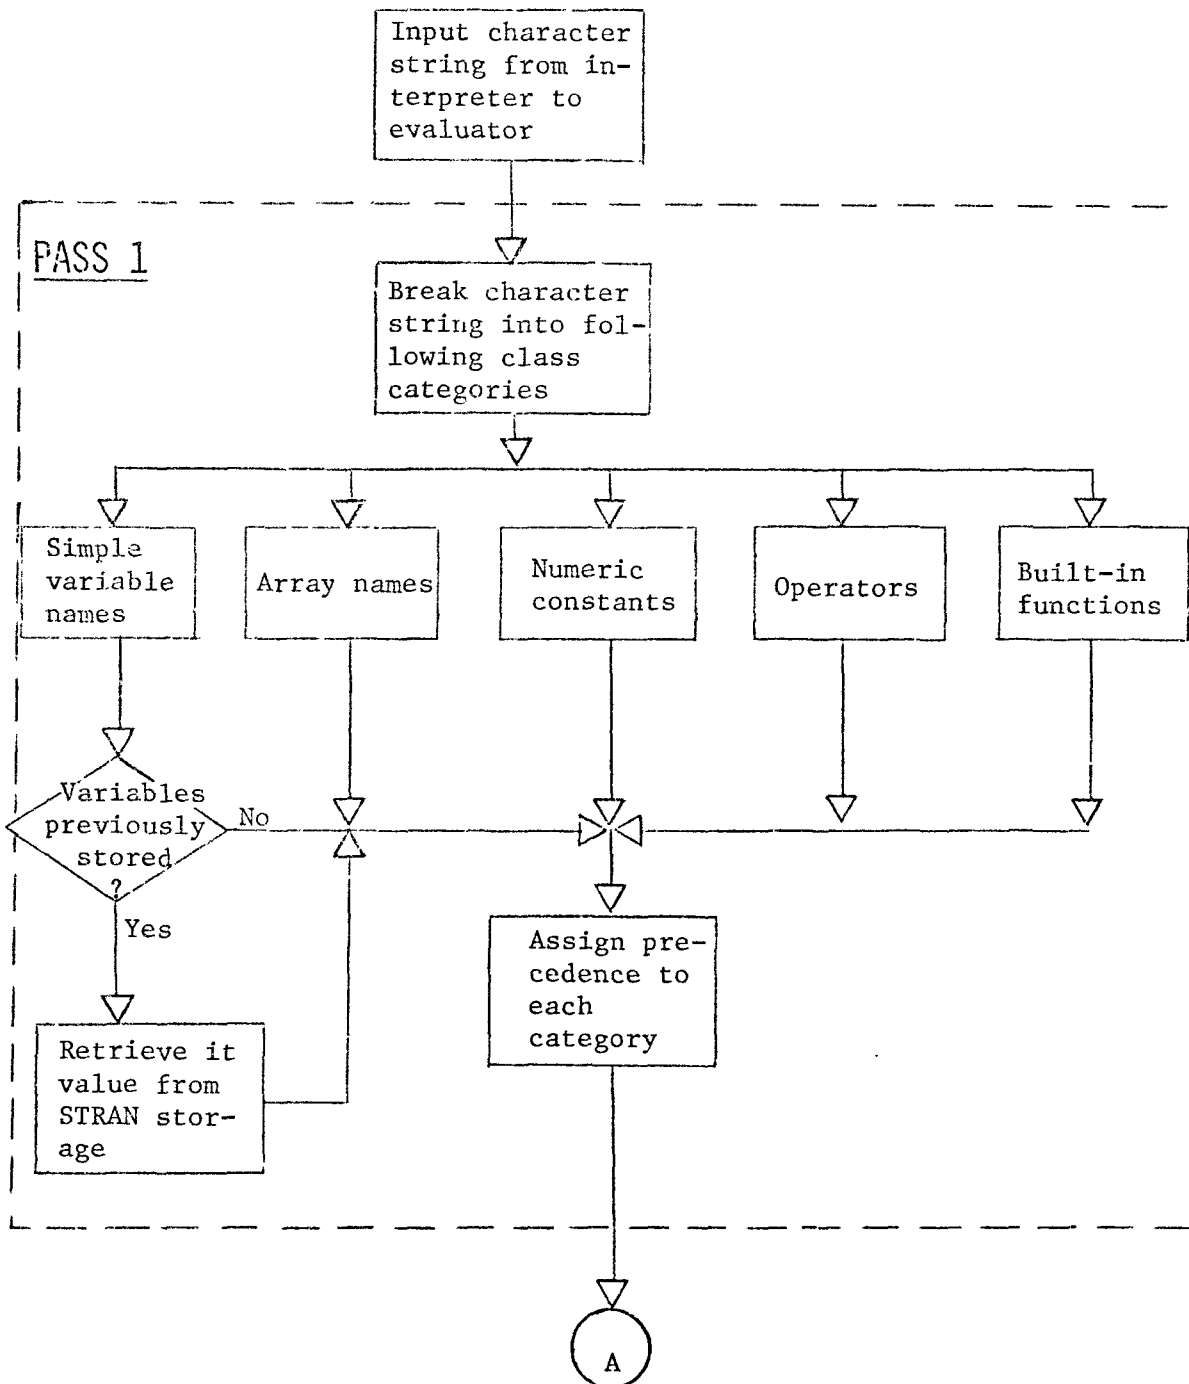 Input character
string from in-
terpreter to
evaluator
PASS 1
Break character
string into fol-
lowing class
categories
Simple
variable
names
Array names
Numeric
constants
Operators
Built-in
functions
Variables
previously
stored
?
No
Yes
Retrieve it
value from
STRAN stor-
age
Assign pre-
cedence to
each
category
A